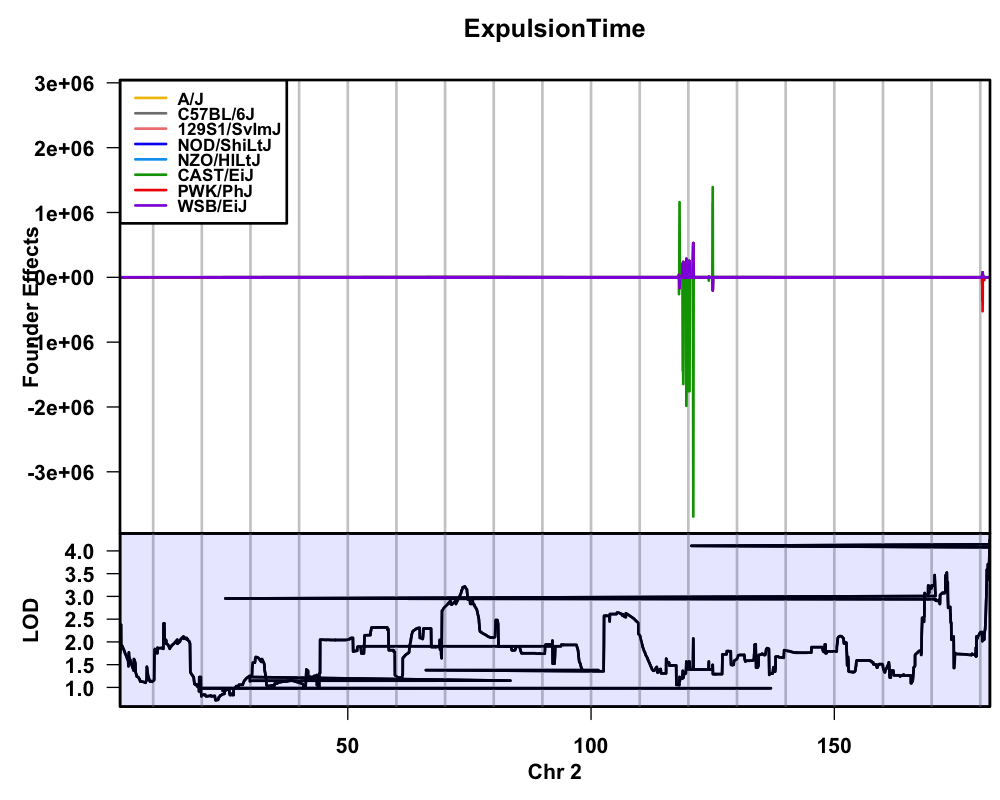 ExpulsionTime
3e+06
2e+06
1e+06
0e+00
-1e+06
-2e+06
-3e+06
Founder Effects
A/J
C57BL/6J
129S1/SvImJ
NOD/ShiLtJ
NZO/HlLtJ
CAST/EiJ
PWK/PhJ
WSB/EiJ
4.0
3.5
3.0
2.5
2.0
1.5
1.0
LOD
50 100 150
Chr 2